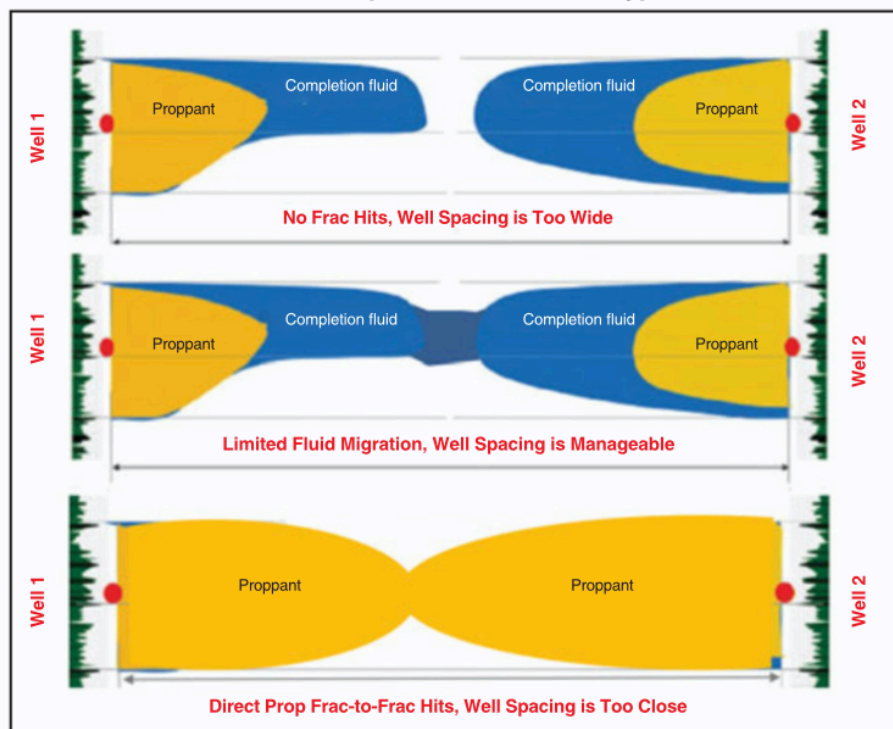 Well 1
Proppant
Completion fluid
Completion fluid
Proppant
Well 2
No Frac Hits, Well Spacing is Too Wide
Well 1
Proppant
Completion fluid
Completion fluid
Proppant
Well 2
Limited Fluid Migration, Well Spacing is Manageable
Well 1
Proppant
Proppant
Well 2
Direct Prop Frac-to-Frac Hits, Well Spacing is Too Close